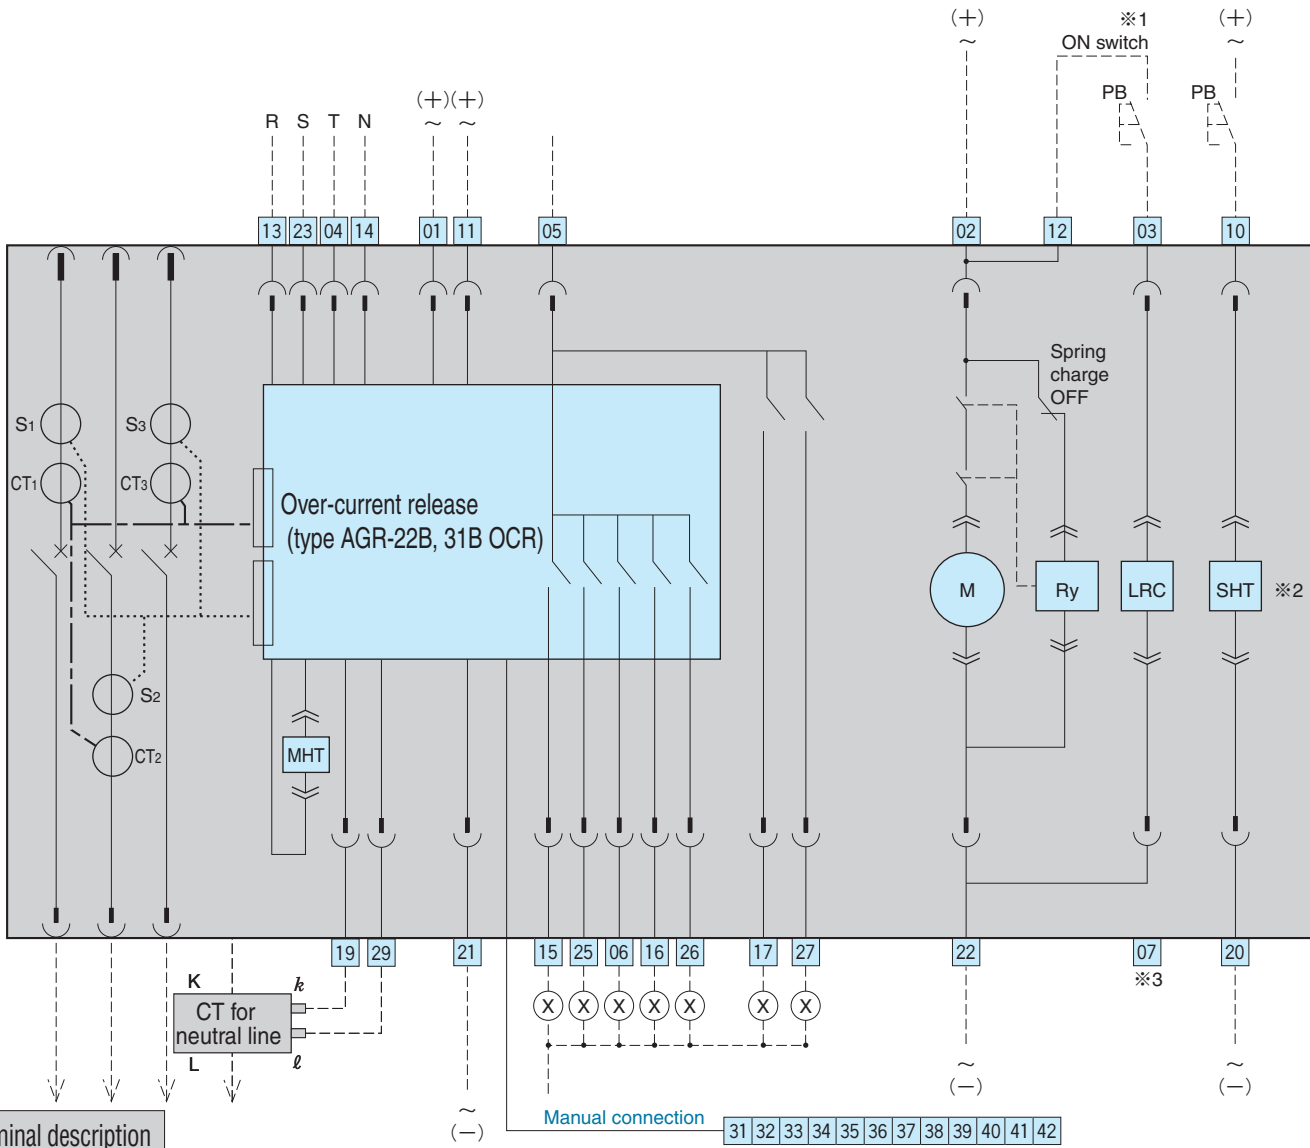 (+) ※1 (+)
~ ON switch ~
PB PB
(+) (+)
R S T N ~ ~
13 23 04 14 01 11 05 02 12 03 10
Spring
charge
OFF
S1 S3
CT1 CT3
Over-current release
(type AGR-22B, 31B OCR)
M Ry LRC SHT ※2
S2
CT2
MHT
19 29 21 15 25 06 16 26 17 27 22 07 20
※3
K k
X X X X X X X
CT for
neutral line
L ℓ
~ ~
(−) (−)
~
(−)
Manual connection
31 32 33 34 35 36 37 38 39 40 41 42
minal description